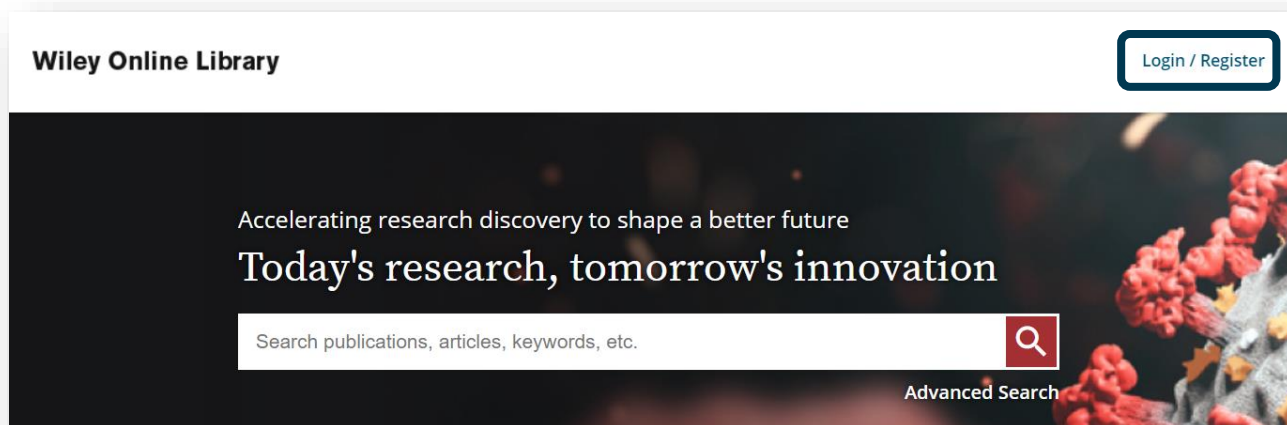 Wiley Online Library
Login / Register
Accelerating research discovery to shape a better future
Today's research, tomorrow's innovation
Search publications, articles, keywords, etc.
Advanced Search